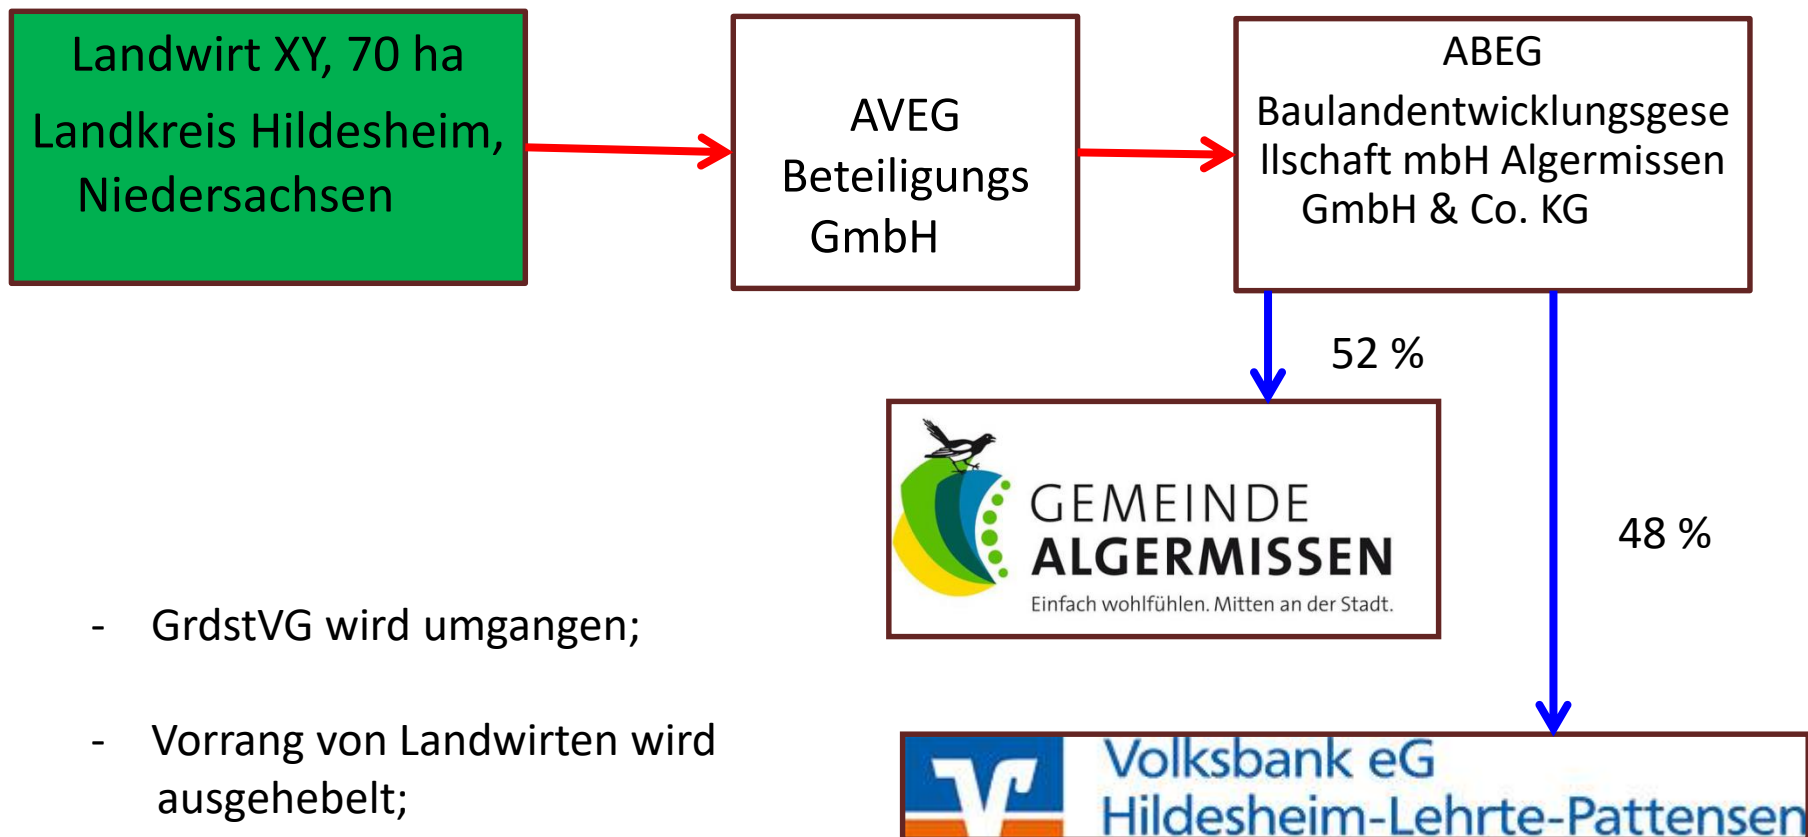 Landwirt XY, 70 ha
Landkreis Hildesheim,
Niedersachsen
AVEG
Beteiligungs
GmbH
ABEG
Baulandentwicklungsgese
llschaft mbH Algermissen
GmbH & Co. KG
52 %
48 %
GEMEINDE
ALGERMISSEN
Einfach wohlfühlen. Mitten an der Stadt.
- GrdstVG wird umgangen;
- Vorrang von Landwirten wird
ausgehebelt;
Volksbank eG
Hildesheim-Lehrte-Pattensen